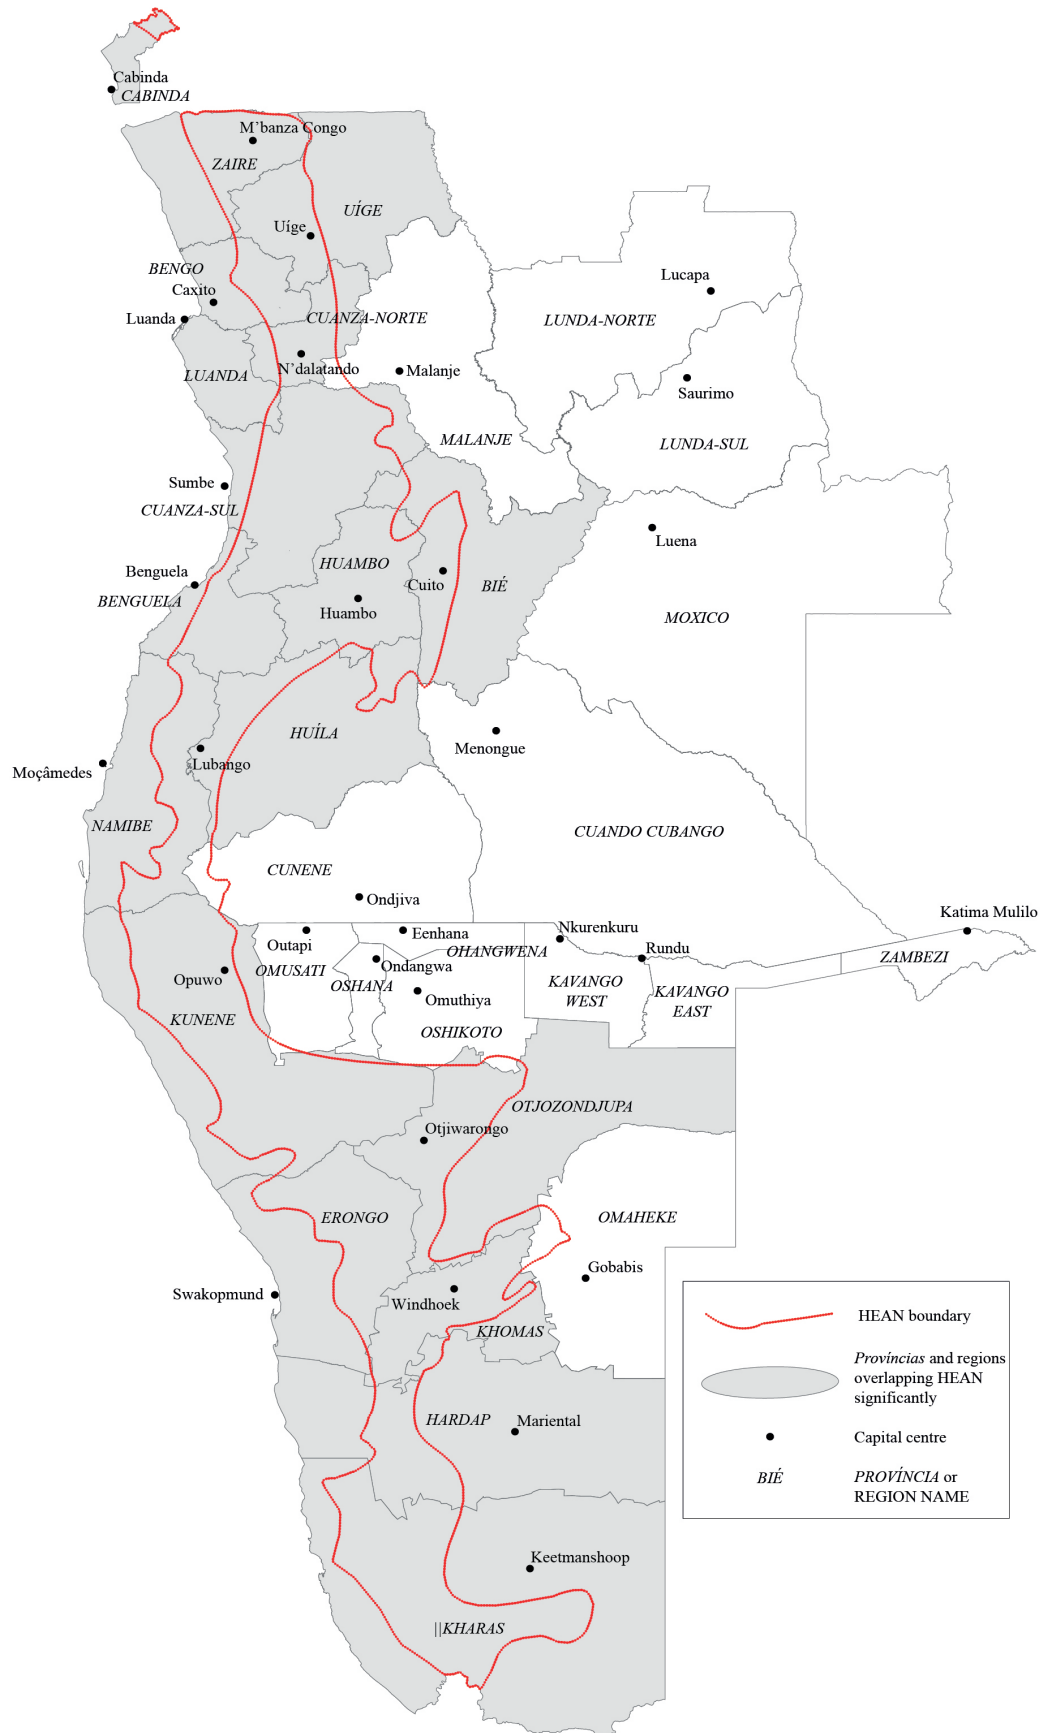 Cabinda
CABINDA
M’banza Congo
ZAIRE
UÍGE
Uíge
BENGO
Caxito
Luanda
CUANZA-NORTE
N’dalatando
LUANDA
Malanje
MALANJE
Lucapa
LUNDA-NORTE
Saurimo
LUNDA-SUL
Sumbe
CUANZA-SUL
Luena
MOXICO
Benguela
BENGUELA
HUAMBO
Huambo
Cuito
BIÉ
HUÍLA
Lubango
Menongue
Moçâmedes
NAMIBE
CUANDO CUBANGO
CUNENE
Ondjiva
Katima Mulilo
ZAMBEZI
Outapi
OMUSATI
Eenhana
OHANGWENA
Nkurenkuru
Rundu
Ondangwa
OSHANA
Omuthiya
OSHIKOTO
KAVANGO
WEST
KAVANGO
EAST
Opuwo
KUNENE
OTJOZONDJUPA
Otjiwarongo
ERONGO
OMAHEKE
Gobabis
Swakopmund
Windhoek
KHOMAS
HARDAP
Mariental
Keetmanshoop
||KHARAS
HEAN boundary
Províncias and regions
overlapping HEAN
significantly
Capital centre
BIÉ
PROVÍNCIA or
REGION NAME